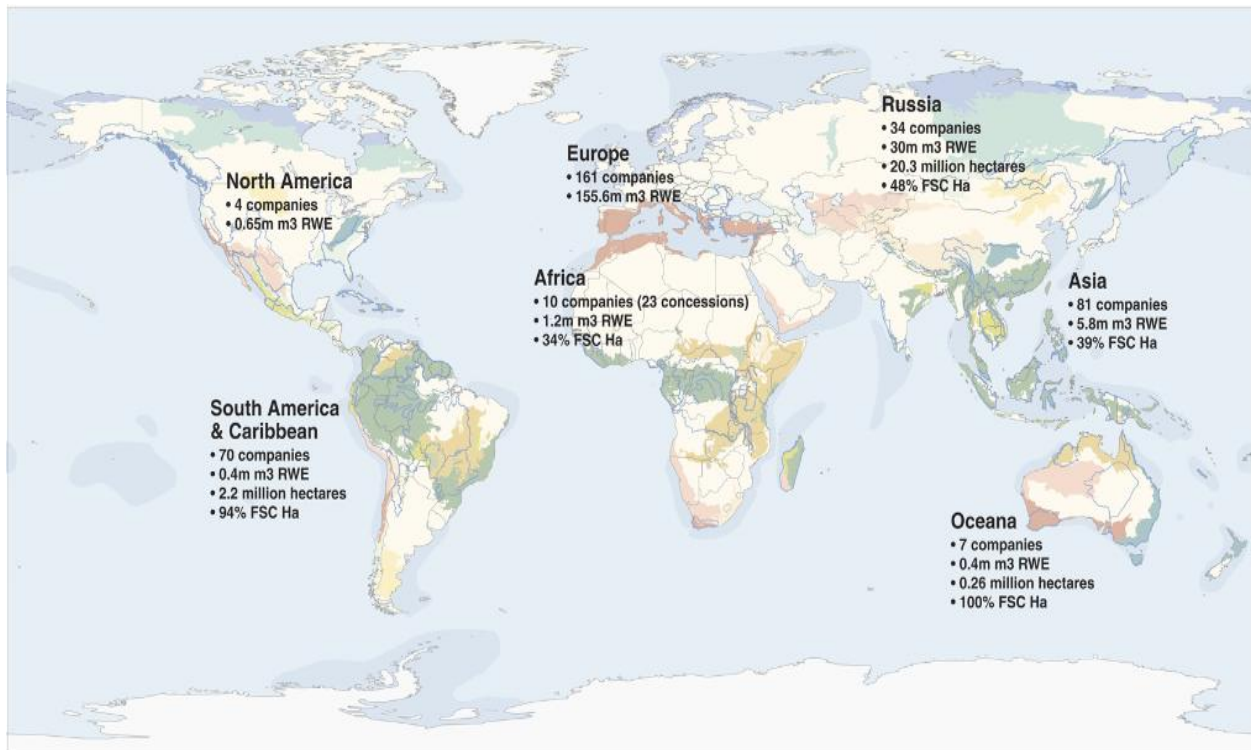 North America
• 4 companies
• 0.65m m3 RWE
South America
& Caribbean
• 70 companies
• 0.4m m3 RWE
• 2.2 million hectares
• 94% FSC Ha
Europe
• 161 companies
• 155.6m m3 RWE
Africa
• 10 companies (23 concessions)
• 1.2m m3 RWE
• 34% FSC Ha
Russia
• 34 companies
• 30m m3 RWE
• 20.3 million hectares
• 48% FSC Ha
Asia
• 81 companies
• 5.8m m3 RWE
• 39% FSC Ha
Oceana
• 7 companies
• 0.4m m3 RWE
• 0.26 million hectares
• 100% FSC Ha